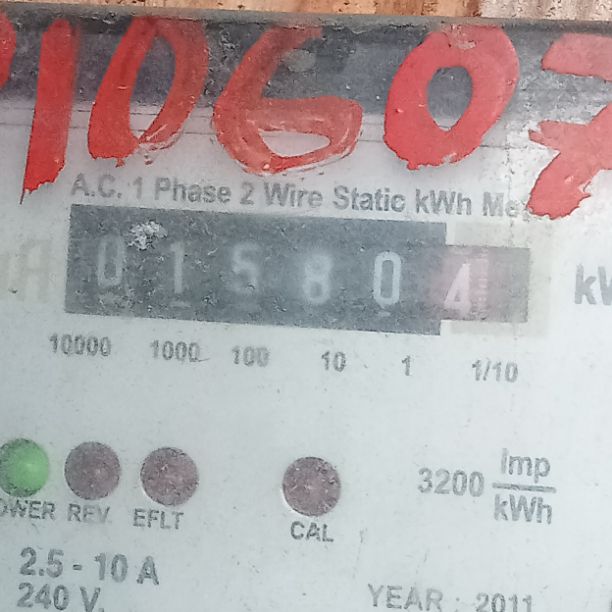 10607
A.C. 1 Phase 2 Wire Static kWh
0 1 5 8 0 4
10000 1000 100 10 1 1/10
3200 Imp
kWh
REV EFLT
CAL
2.5 - 10 A
240 V.
YEAR : 2011